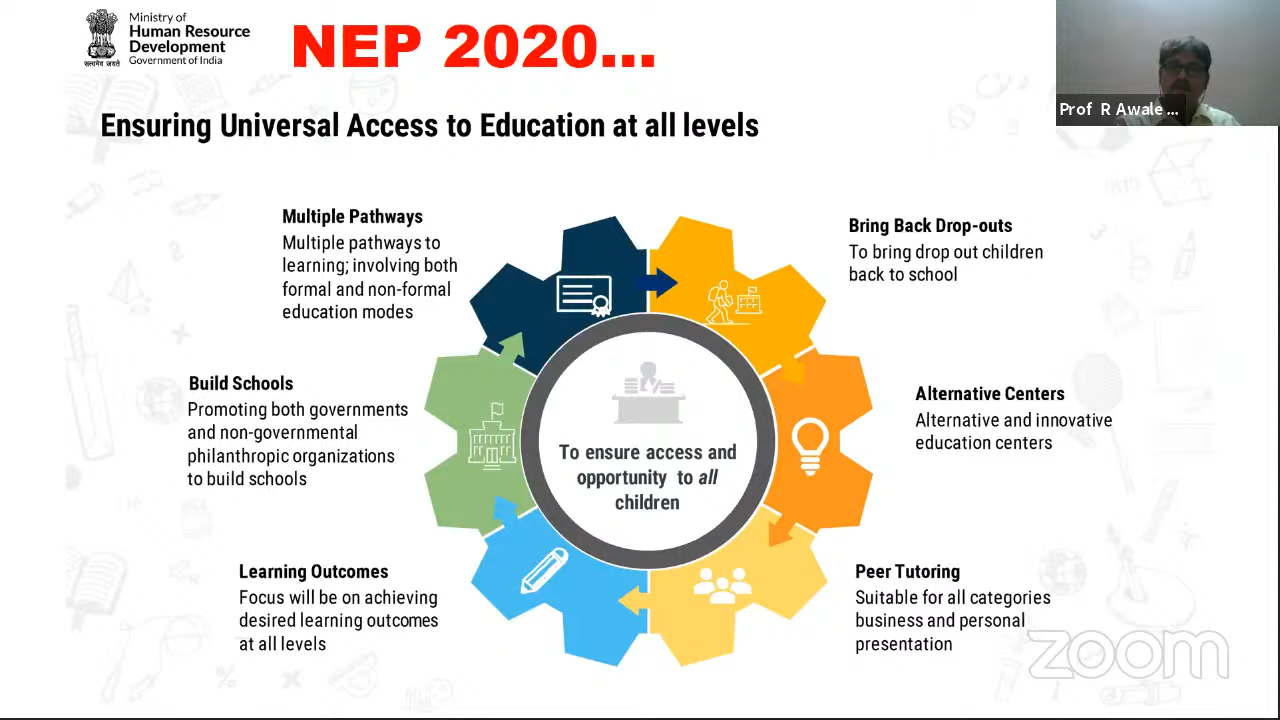 Ministry of
Human Resource
Development
Government of India
सत्यमेव जयते
NEP 2020...
Prof R Awale ...
Ensuring Universal Access to Education at all levels
Multiple Pathways
Multiple pathways to
learning; involving both
formal and non-formal
education modes
Bring Back Drop-outs
To bring drop out children
back to school
Build Schools
Promoting both governments
and non-governmental
philanthropic organizations
to build schools
To ensure access and
opportunity to all
children
Alternative Centers
Alternative and innovative
education centers
Learning Outcomes
Focus will be on achieving
desired learning outcomes
at all levels
Peer Tutoring
Suitable for all categories
business and personal
presentation
zoom